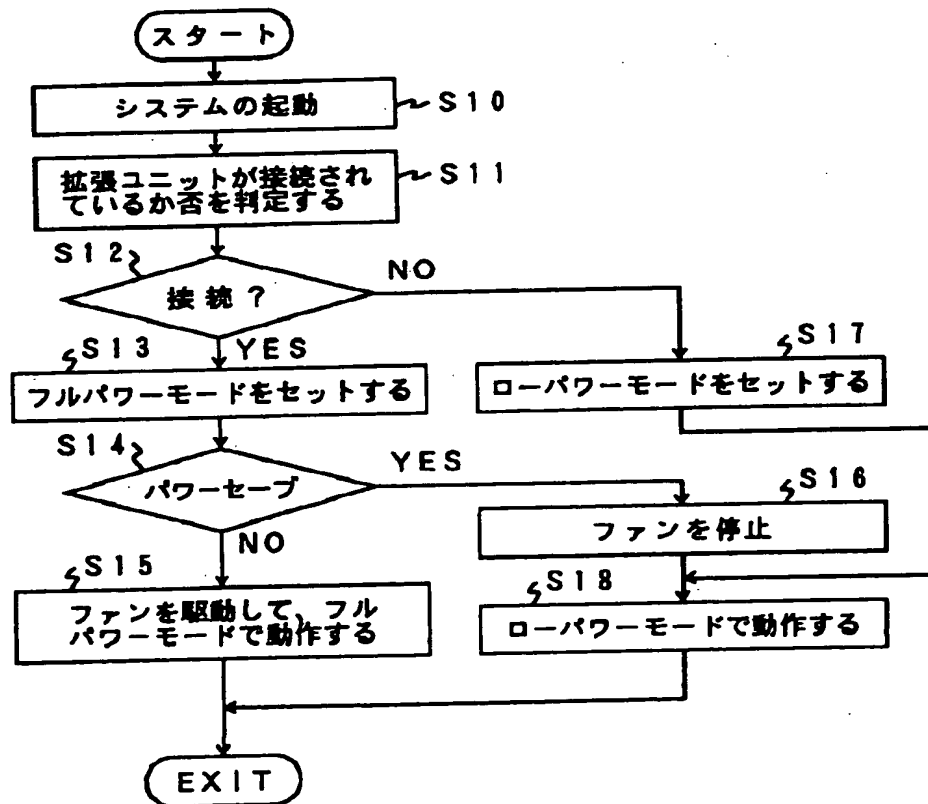 スタート
システムの起動
S10
拡張ユニットが接続され
ているか否を判定する
S11
S12
接続?
NO
YES
S13
フルパワーモードをセットする
S17
ローパワーモードをセットする
S14
パワーセーブ
YES
NO
S16
ファンを停止
S15
ファンを駆動して、フル
パワーモードで動作する
S18
ローパワーモードで動作する
EXIT